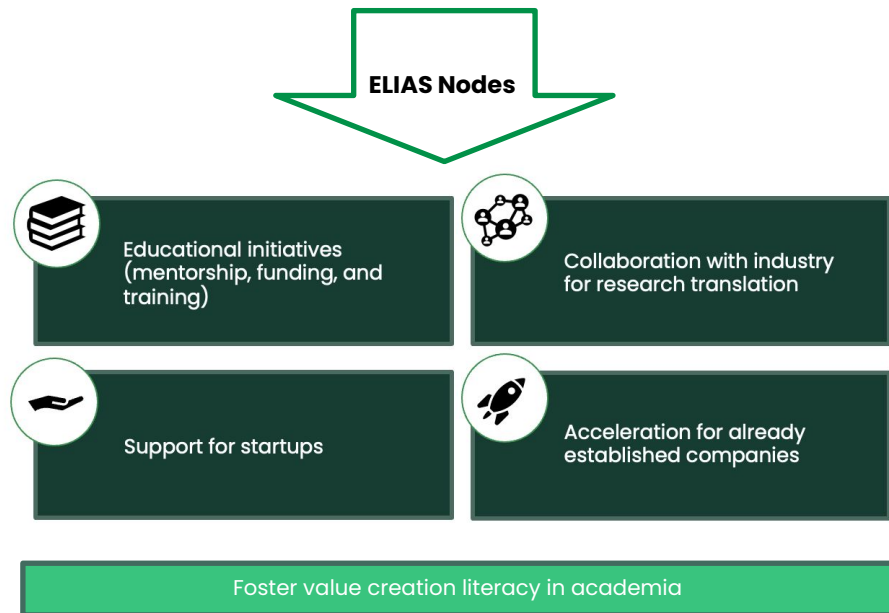 ELIAS Nodes
Educational initiatives
(mentorship, funding, and
training)
Collaboration with industry
for research translation
Support for startups
Acceleration for already
established companies
Foster value creation literacy in academia